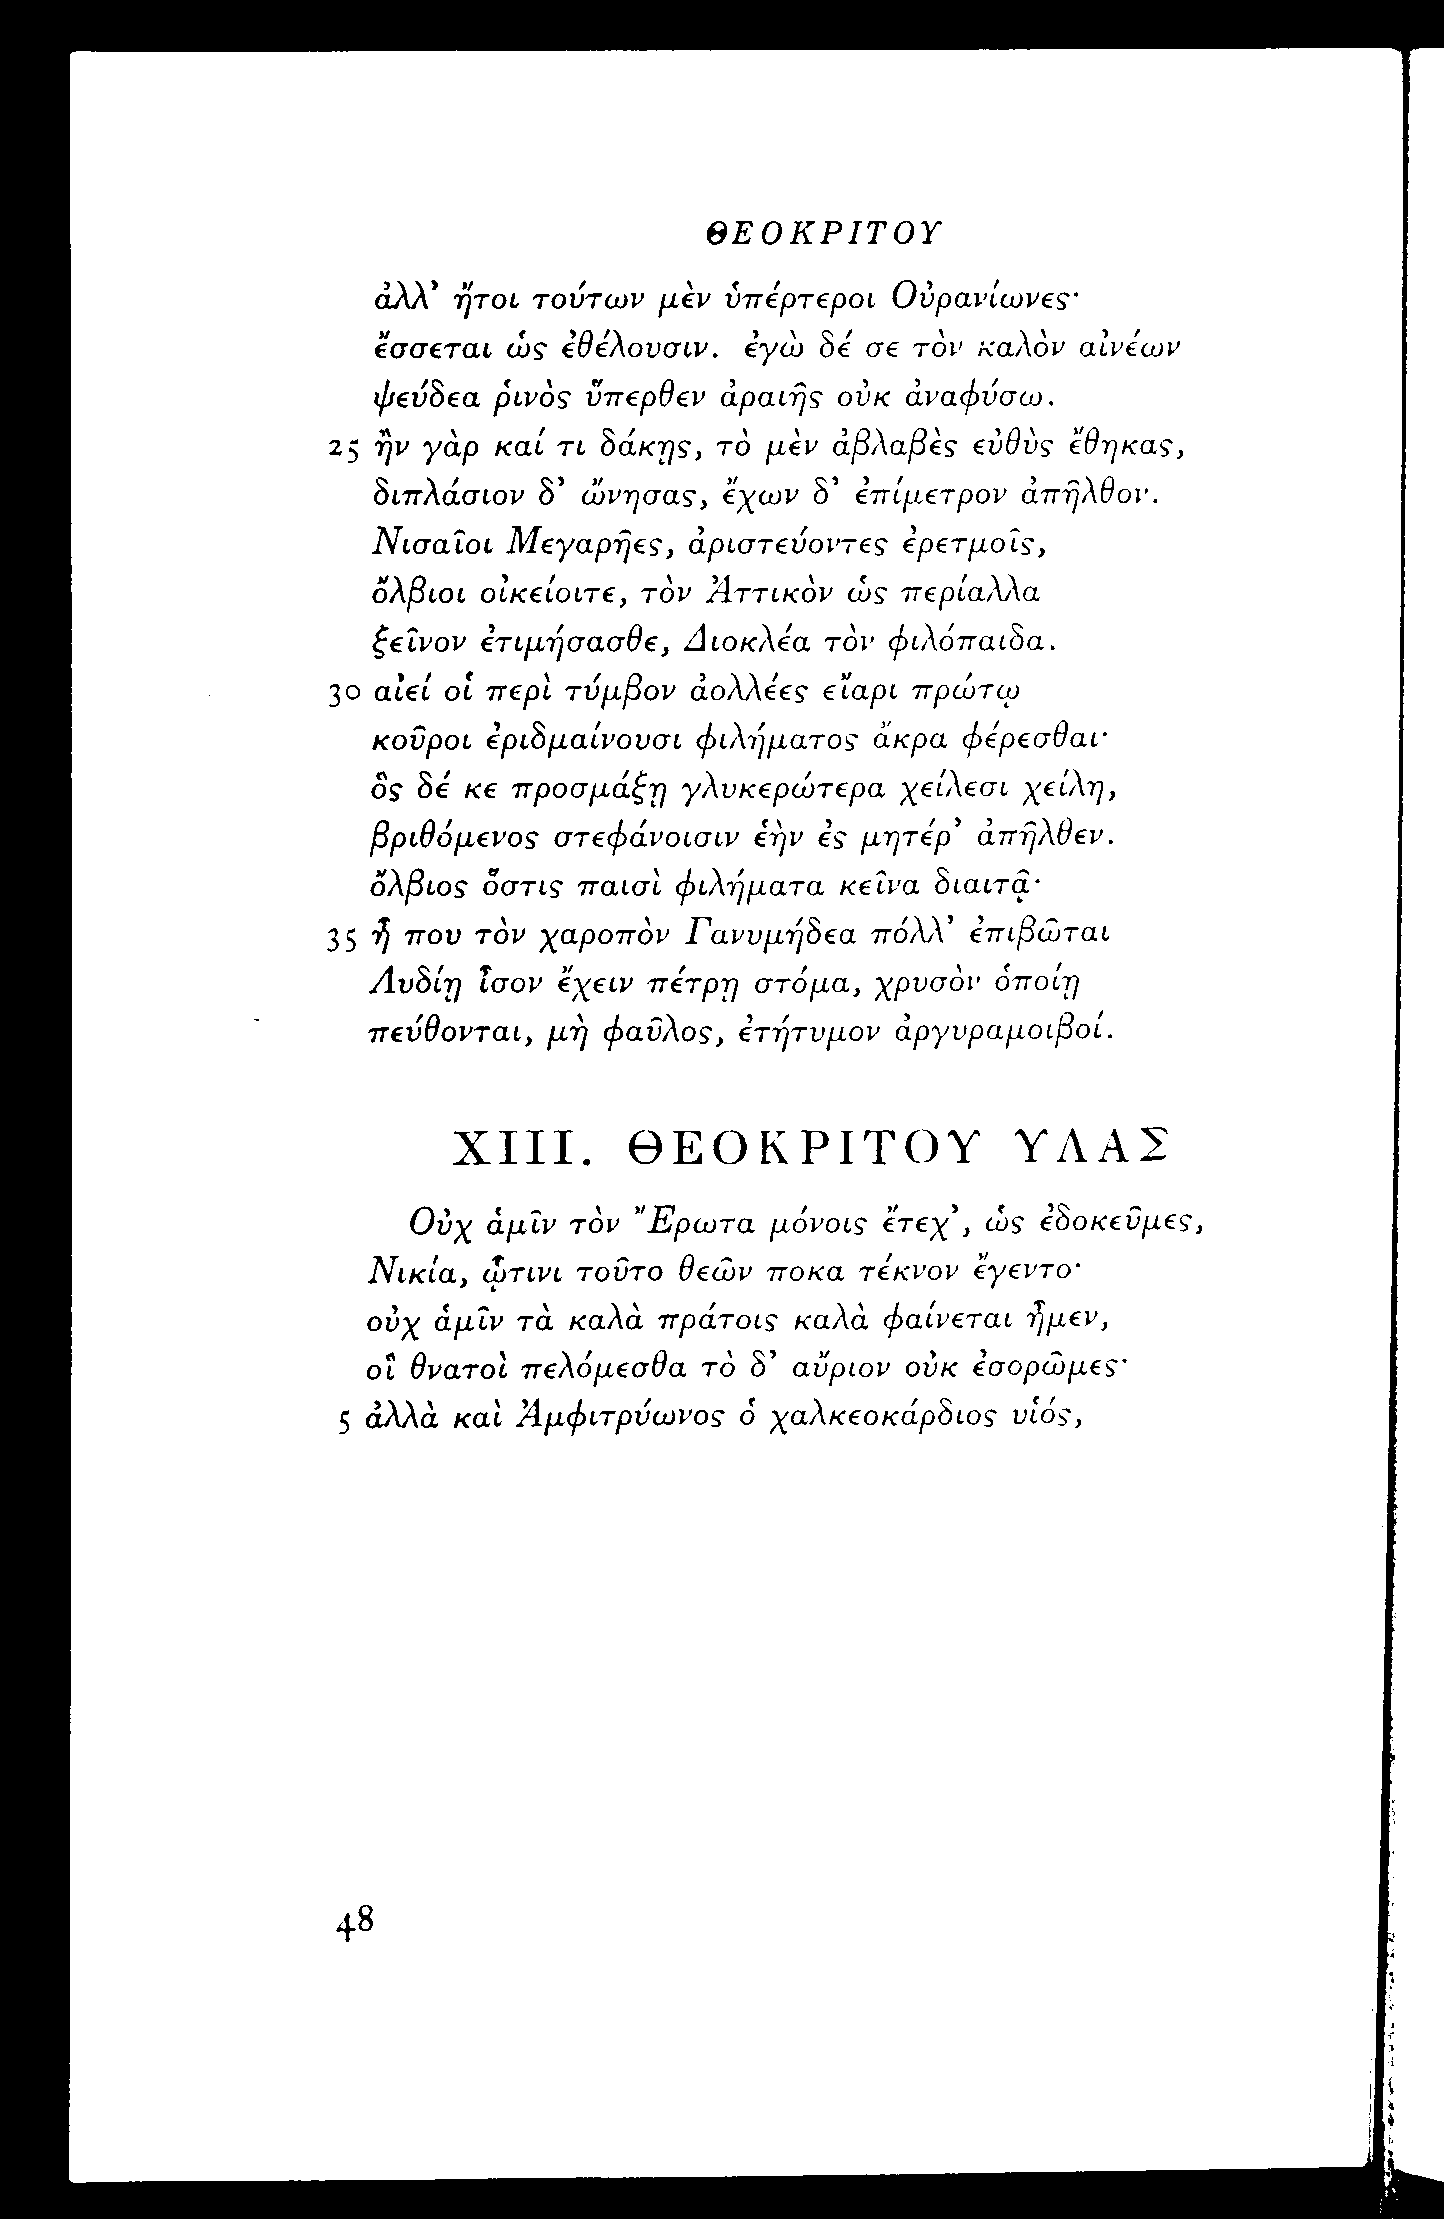 ΘΕΟΚΡΙΤΟΥ
ἀλλ’ ἤτοι τούτων μὲν ὑπέρτεροι Οὐρανίωνες·
ἔσσεται ὡς ἐθέλουσιν. ἐγὼ δέ σε τὸν καλὸν αἰνέων
ψεύδεα ῥινὸς ὕπερθεν ἀραιῆς οὐκ ἀναφύσω.
25 ἢν γὰρ καί τι δάκῃς, τὸ μὲν ἀβλαβὲς εὐθὺς ἔθηκας,
διπλάσιον δ’ ὤνησας, ἔχων δ’ ἐπίμετρον ἀπῆλθον.
Νισαῖοι Μεγαρῆες, ἀριστεύοντες ἐρετμοῖς,
ὄλβιοι οἰκείοιτε, τὸν Ἀττικὸν ὡς περίαλλα
ξεῖνον ἐτιμήσασθε, Διοκλέα τὸν φιλόπαιδα.
30 αἰεί οἱ περὶ τύμβον ἀολλέες εἴαρι πρώτῳ
κοῦροι ἐριδμαίνουσι φιλήματος ἄκρα φέρεσθαι·
ὃς δέ κε προσμάξῃ γλυκερώτερα χείλεσι χείλη,
βριθόμενος στεφάνοισιν ἑὴν ἐς μητέρ’ ἀπῆλθεν.
ὄλβιος ὅστις παισὶ φιλήματα κεῖνα διαιτᾷ·
35 ἦ που τὸν χαροπὸν Γανυμήδεα πόλλ’ ἐπιβῶται
Λυδίῃ ἶσον ἔχειν πέτρῃ στόμα, χρυσὸν ὁποίῃ
πεύθονται, μὴ φαῦλος, ἐτήτυμον ἀργυραμοιβοί.
XIII. ΘΕΟΚΡΙΤΟΥ ΥΛΑΣ
Οὐχ ἁμῖν τὸν Ἔρωτα μόνοις ἔτεχ’, ὡς ἐδοκεῦμες,
Νικία, ᾧτινι τοῦτο θεῶν ποκα τέκνον ἔγεντο·
οὐχ ἁμῖν τὰ καλὰ πράτοις καλὰ φαίνεται ἦμεν,
οἳ θνατοὶ πελόμεσθα τὸ δ’ αὔριον οὐκ ἐσορῶμες·
5 ἀλλὰ καὶ Ἀμφιτρύωνος ὁ χαλκεοκάρδιος υἱός,
48